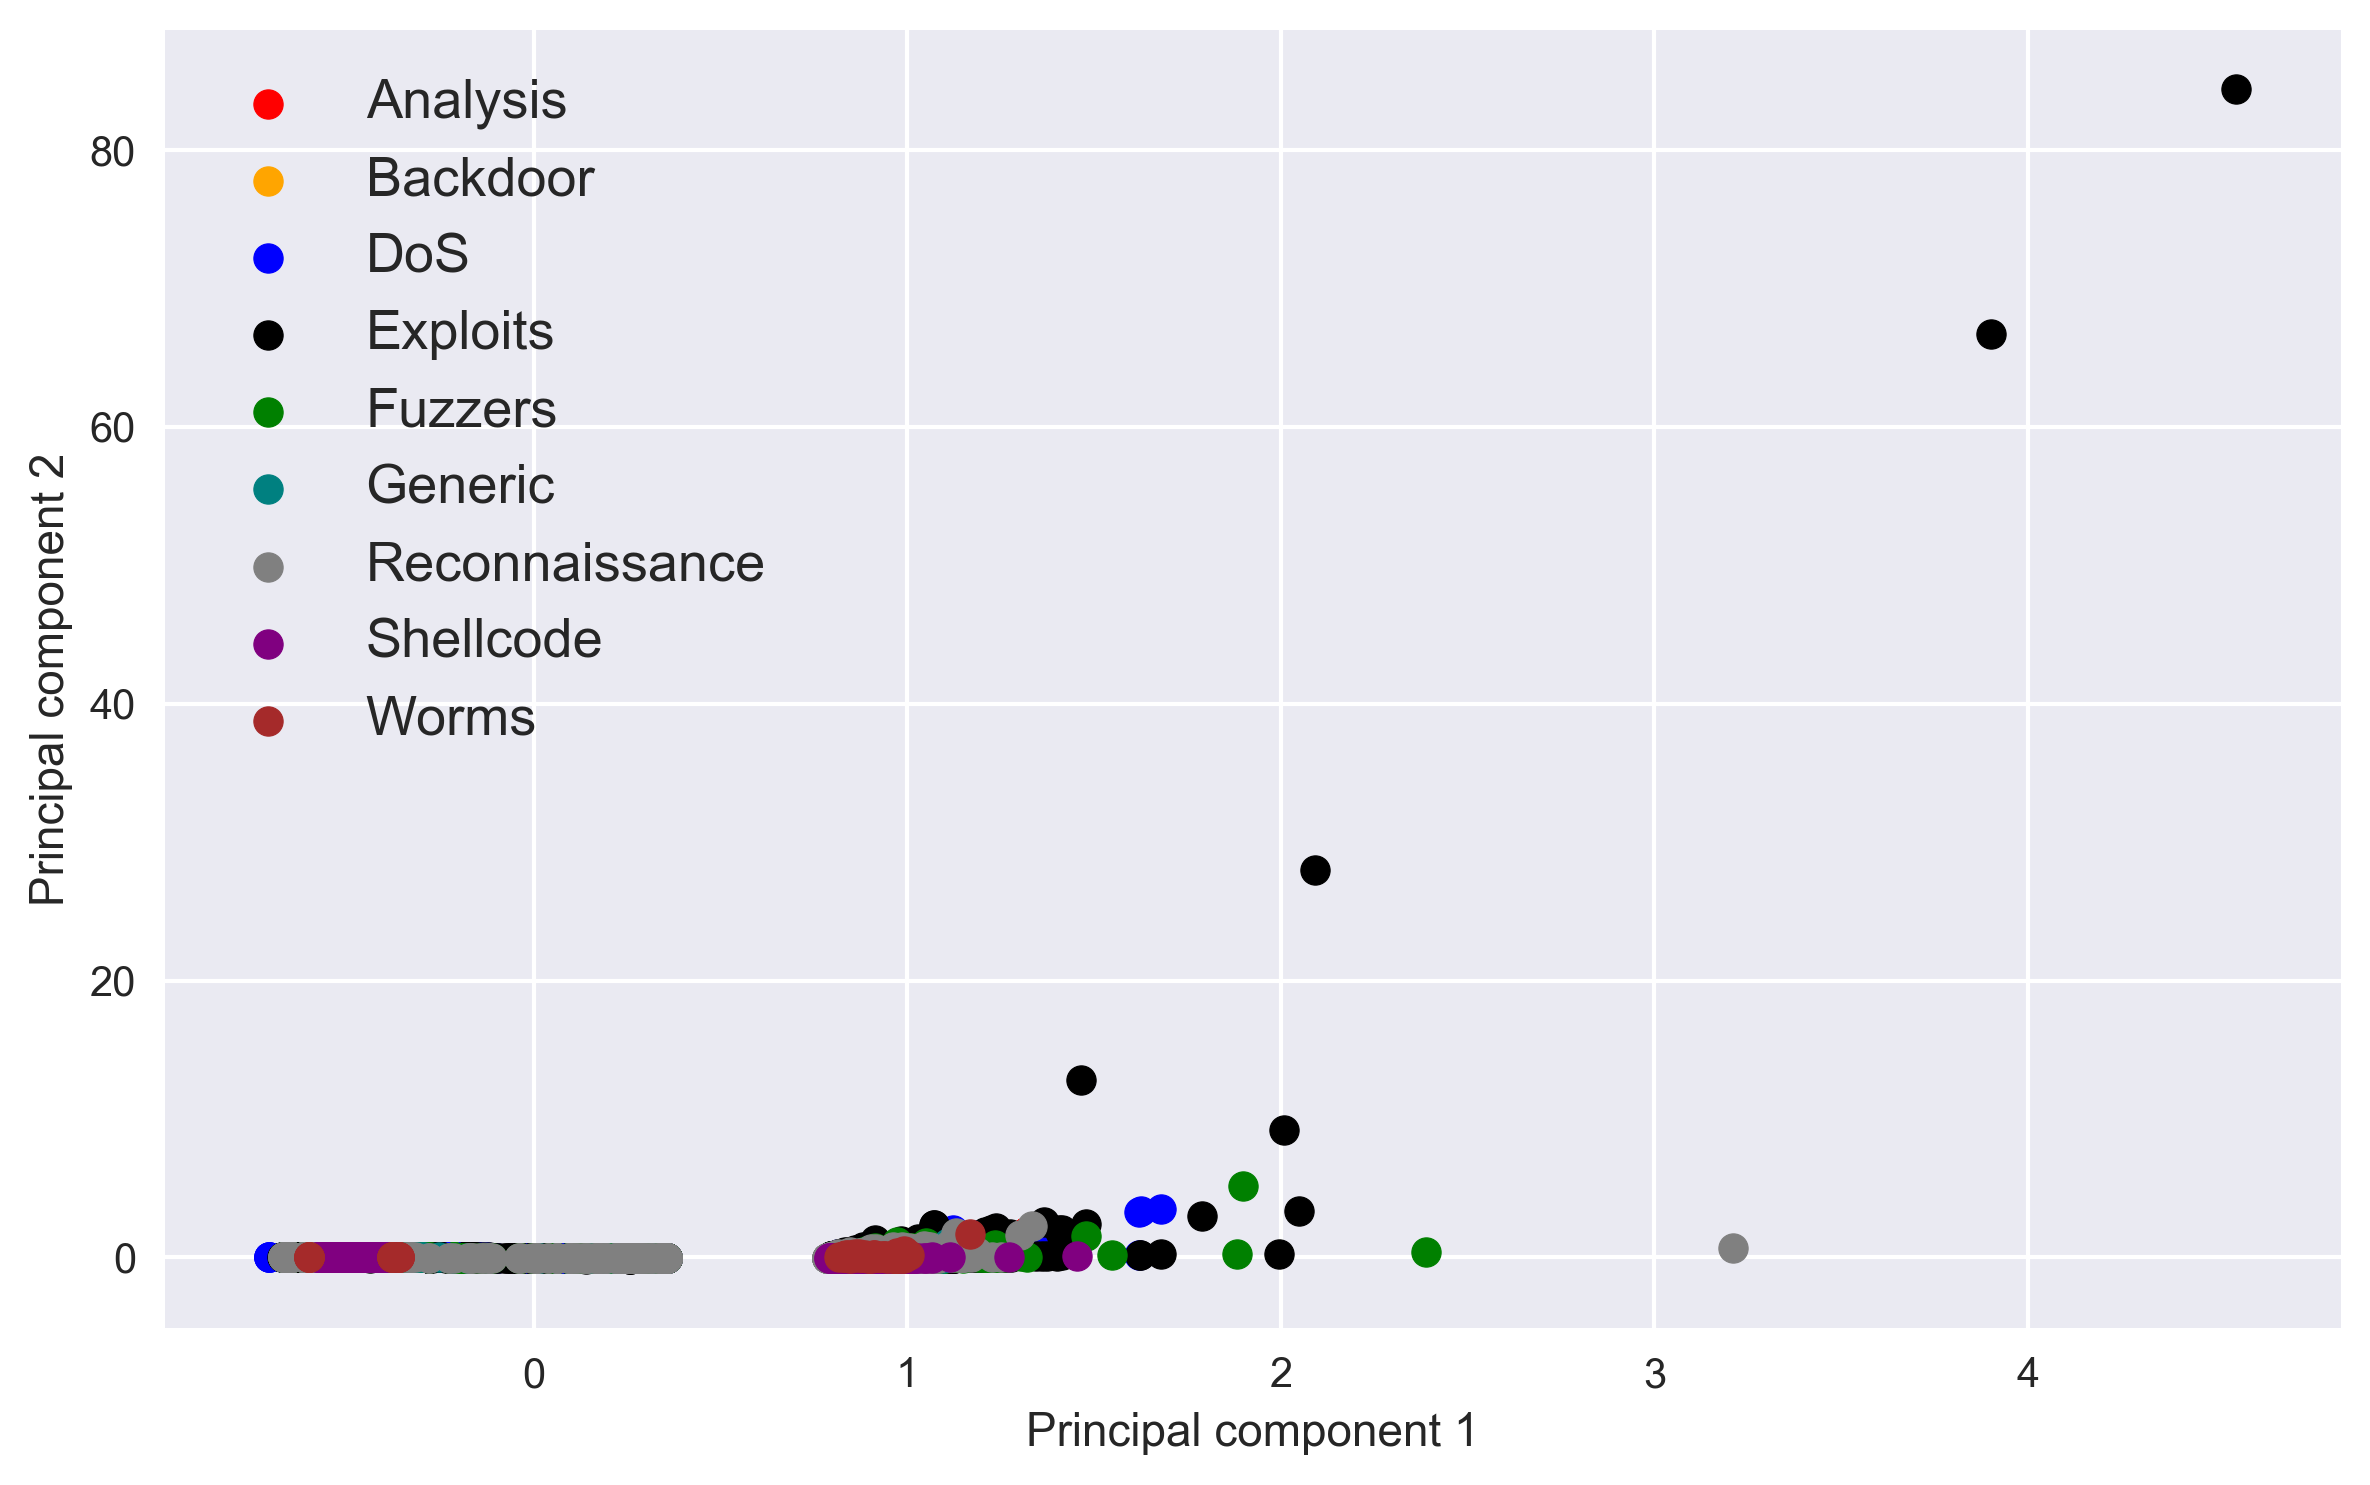 Analysis
Backdoor
DoS
Exploits
Fuzzers
Generic
Reconnaissance
Shellcode
Worms
80
60
40
20
0
Principal component 2
0 1 2 3 4
Principal component 1